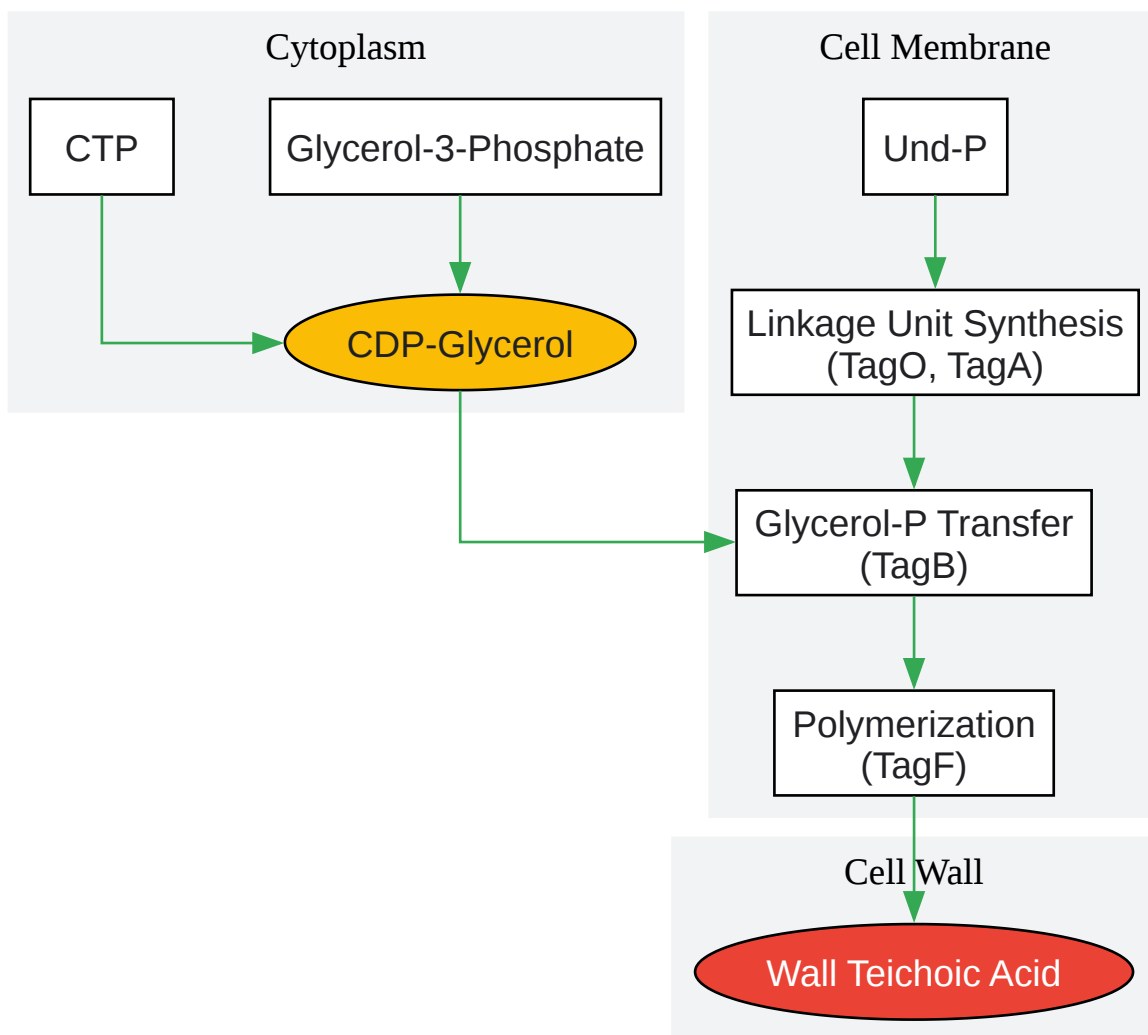 Cytoplasm
CTP
Glycerol-3-Phosphate
CDP-Glycerol
Cell Membrane
Und-P
Linkage Unit Synthesis
(TagO, TagA)
Glycerol-P Transfer
(TagB)
Polymerization
(TagF)
Cell Wall
Wall Teichoic Acid